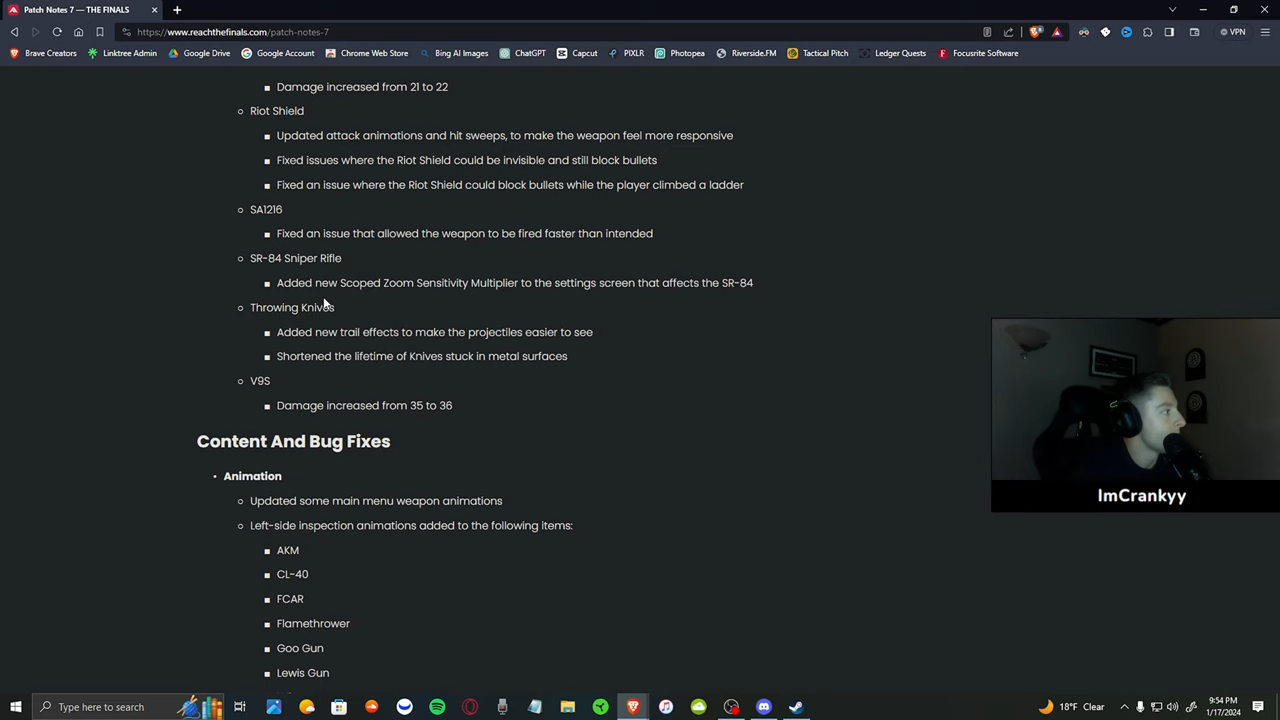 Patch Notes 7 — THE FINALS
https://www.reachthefinals.com/patch-notes-7
VPN
Brave Creators
Linktree Admin
Google Drive
Google Account
Chrome Web Store
Bing AI Images
ChatGPT
Capcut
PIXLR
Photopea
Riverside.FM
Tactical Pitch
Ledger Quests
Focusrite Software
Damage increased from 21 to 22
Riot Shield
Updated attack animations and hit sweeps, to make the weapon feel more responsive
Fixed issues where the Riot Shield could be invisible and still block bullets
Fixed an issue where the Riot Shield could block bullets while the player climbed a ladder
SA1216
Fixed an issue that allowed the weapon to be fired faster than intended
SR-84 Sniper Rifle
Added new Scoped Zoom Sensitivity Multiplier to the settings screen that affects the SR-84
Throwing Knives
Added new trail effects to make the projectiles easier to see
Shortened the lifetime of Knives stuck in metal surfaces
V9S
Damage increased from 35 to 36
Content And Bug Fixes
Animation
Updated some main menu weapon animations
Left-side inspection animations added to the following items:
AKM
CL-40
FCAR
Flamethrower
Goo Gun
Lewis Gun
ImCrankyy
Type here to search
18°F Clear
9:54 PM
1/17/2024